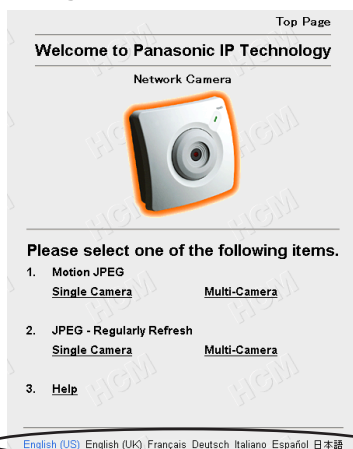 Top Page
Welcome to Panasonic IP Technology
Network Camera
Please select one of the following items.
1. Motion JPEG
Single Camera Multi-Camera
2. JPEG - Regularly Refresh
Single Camera Multi-Camera
3. Help
English (US) English (UK) Français Deutsch Italiano Español 日本語
HCM